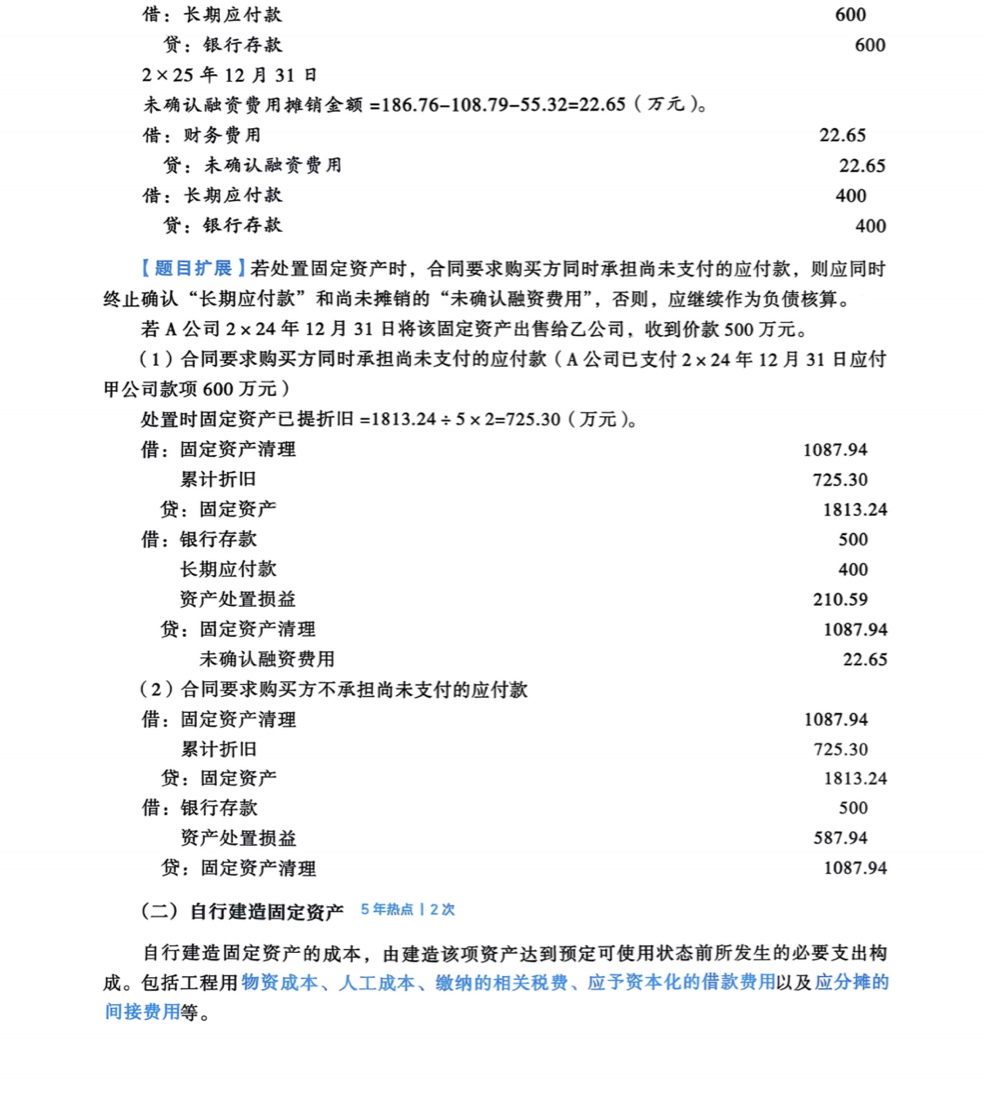 借：长期应付款 600
贷：银行存款 600
2×25 年 12 月 31 日
未确认融资费用摊销金额 =186.76-108.79-55.32=22.65（万元）。
借：财务费用 22.65
贷：未确认融资费用 22.65
借：长期应付款 400
贷：银行存款 400
【题目扩展】若处置固定资产时，合同要求购买方同时承担尚未支付的应付款，则应同时
终止确认“长期应付款”和尚未摊销的“未确认融资费用”，否则，应继续作为负债核算。
若 A 公司 2×24 年 12 月 31 日将该固定资产出售给乙公司，收到价款 500 万元。
（1）合同要求购买方同时承担尚未支付的应付款（A 公司已支付 2×24 年 12 月 31 日应付
甲公司款项 600 万元）
处置时固定资产已提折旧 =1813.24÷5×2=725.30（万元）。
借：固定资产清理 1087.94
累计折旧 725.30
贷：固定资产 1813.24
借：银行存款 500
长期应付款 400
资产处置损益 210.59
贷：固定资产清理 1087.94
未确认融资费用 22.65
（2）合同要求购买方不承担尚未支付的应付款
借：固定资产清理 1087.94
累计折旧 725.30
贷：固定资产 1813.24
借：银行存款 500
资产处置损益 587.94
贷：固定资产清理 1087.94
（二）自行建造固定资产 5 年热点 | 2 次
自行建造固定资产的成本，由建造该项资产达到预定可使用状态前所发生的必要支出构
成。包括工程用物资成本、人工成本、缴纳的相关税费、应予资本化的借款费用以及应分摊的
间接费用等。